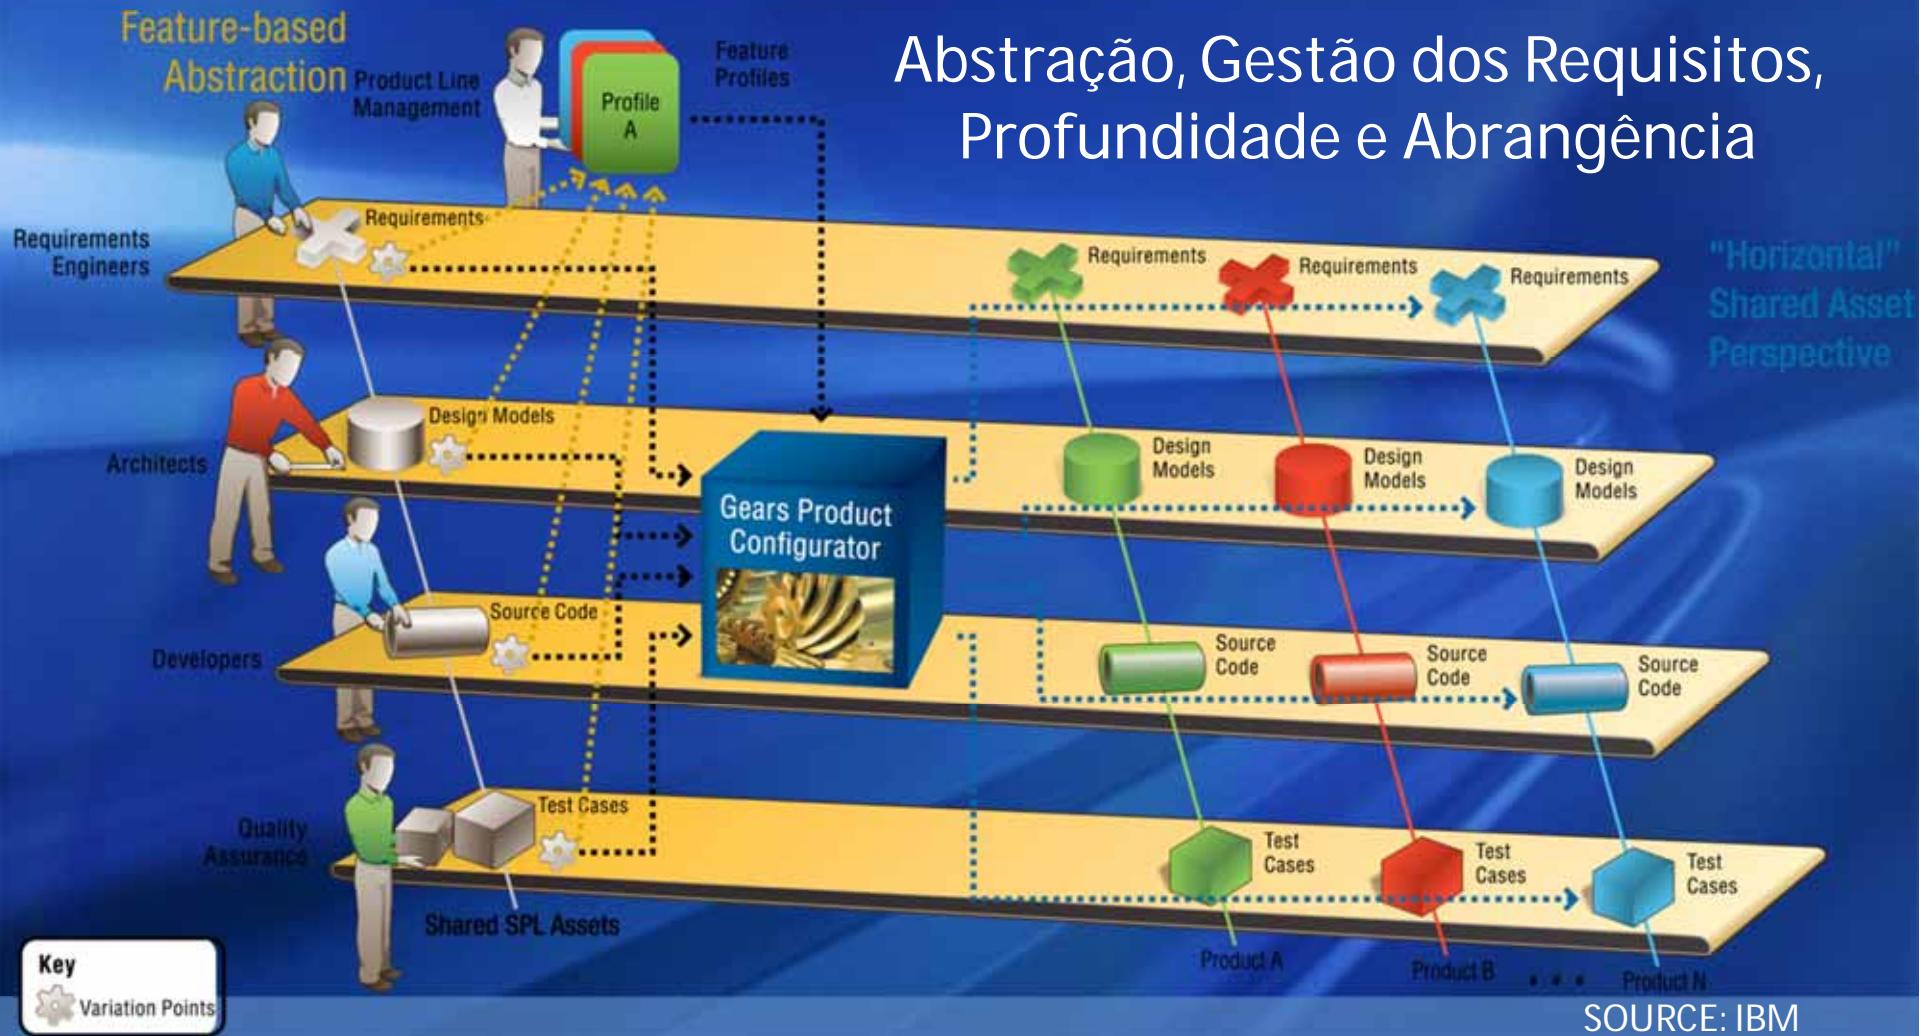 Feature-based
Abstraction
Product Line
Management
Profile
A
Feature
Profiles
Abstração, Gestão dos Requisitos,
Profundidade e Abrangência
Requirements
Engineers
Requirements
Requirements
Requirements
Requirements
"Horizontal"
Shared Asset
Perspective
Architects
Design Models
Design
Models
Design
Models
Design
Models
Gears Product
Configurator
Developers
Source Code
Source
Code
Source
Code
Source
Code
Quality
Assurance
Test Cases
Test
Cases
Test
Cases
Test
Cases
Shared SPL Assets
Product A
Product B
• • •
Product N
Key
Variation Points
SOURCE: IBM